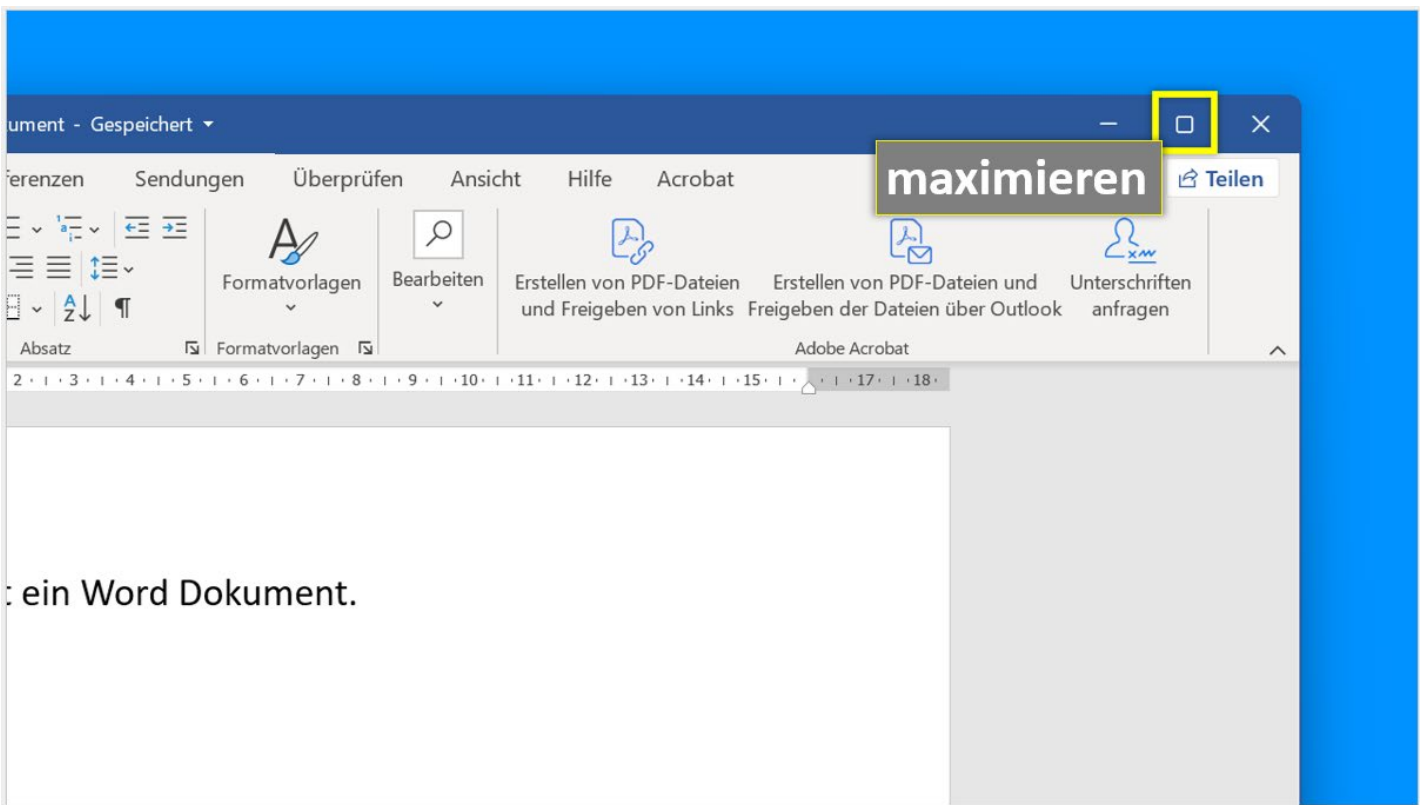 ument - Gespeichert
maximieren
ferenzen Sendungen Überprüfen Ansicht Hilfe Acrobat Teilen
Formatvorlagen
Bearbeiten
Erstellen von PDF-Dateien
und Freigeben von Links
Erstellen von PDF-Dateien und
Freigeben der Dateien über Outlook
Unterschriften
anfragen
Absatz Formatvorlagen Adobe Acrobat
2 3 4 5 6 7 8 9 10 11 12 13 14 15 17 18
ein Word Dokument.